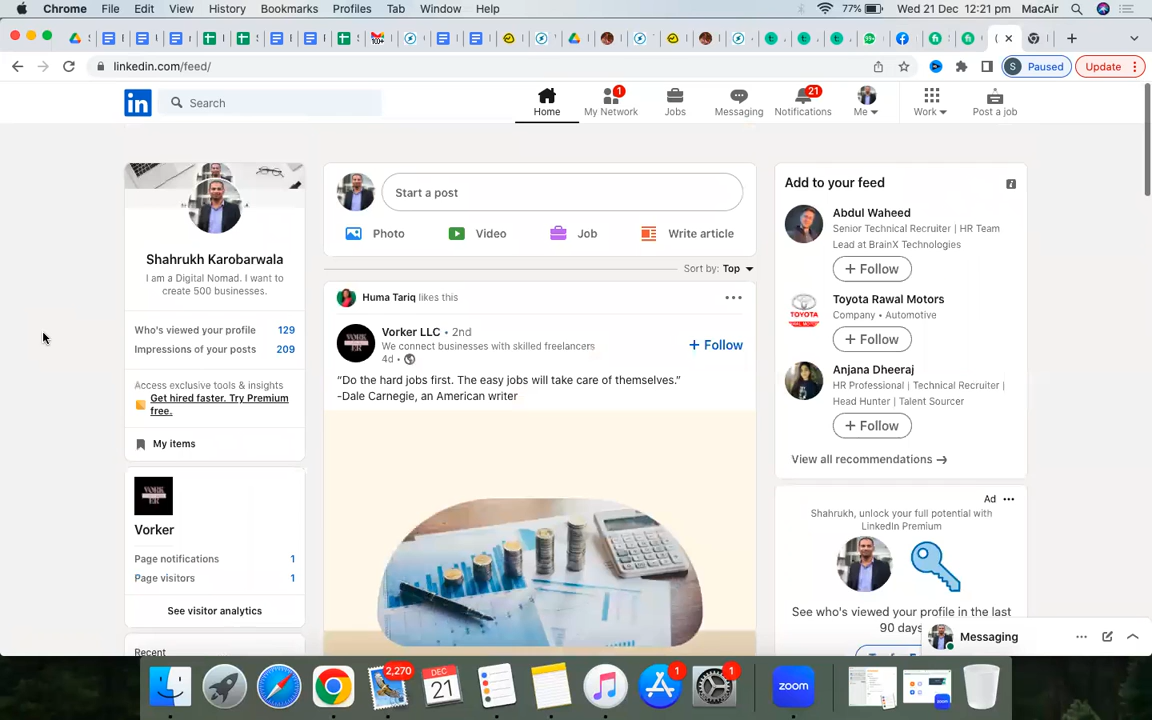 Chrome File Edit View History Bookmarks Profiles Tab Window Help 77% Wed 21 Dec 12:21 pm MacAir
linkedin.com/feed/ S Paused Update
in Search Home 1 My Network Jobs Messaging 21 Notifications Me Work Post a job
Shahrukh Karobarwala
I am a Digital Nomad. I want to
create 500 businesses.
Who's viewed your profile 129
Impressions of your posts 209
Access exclusive tools & insights
Get hired faster. Try Premium
free.
My items
VORK
ER
Vorker
Page notifications 1
Page visitors 1
See visitor analytics
Recent
Start a post
Photo Video Job Write article
Sort by: Top
Huma Tariq likes this
Vorker LLC • 2nd
We connect businesses with skilled freelancers
4d •
+ Follow
“Do the hard jobs first. The easy jobs will take care of themselves.”
-Dale Carnegie, an American writer
Add to your feed
Abdul Waheed
Senior Technical Recruiter | HR Team
Lead at BrainX Technologies
+ Follow
TOYOTA
Toyota Rawal Motors
Company • Automotive
+ Follow
Anjana Dheeraj
HR Professional | Technical Recruiter |
Head Hunter | Talent Sourcer
+ Follow
View all recommendations →
Ad
Shahrukh, unlock your full potential with
LinkedIn Premium
See who's viewed your profile in the last
90 days
Messaging
2,270 DEC 21 1 1 zoom